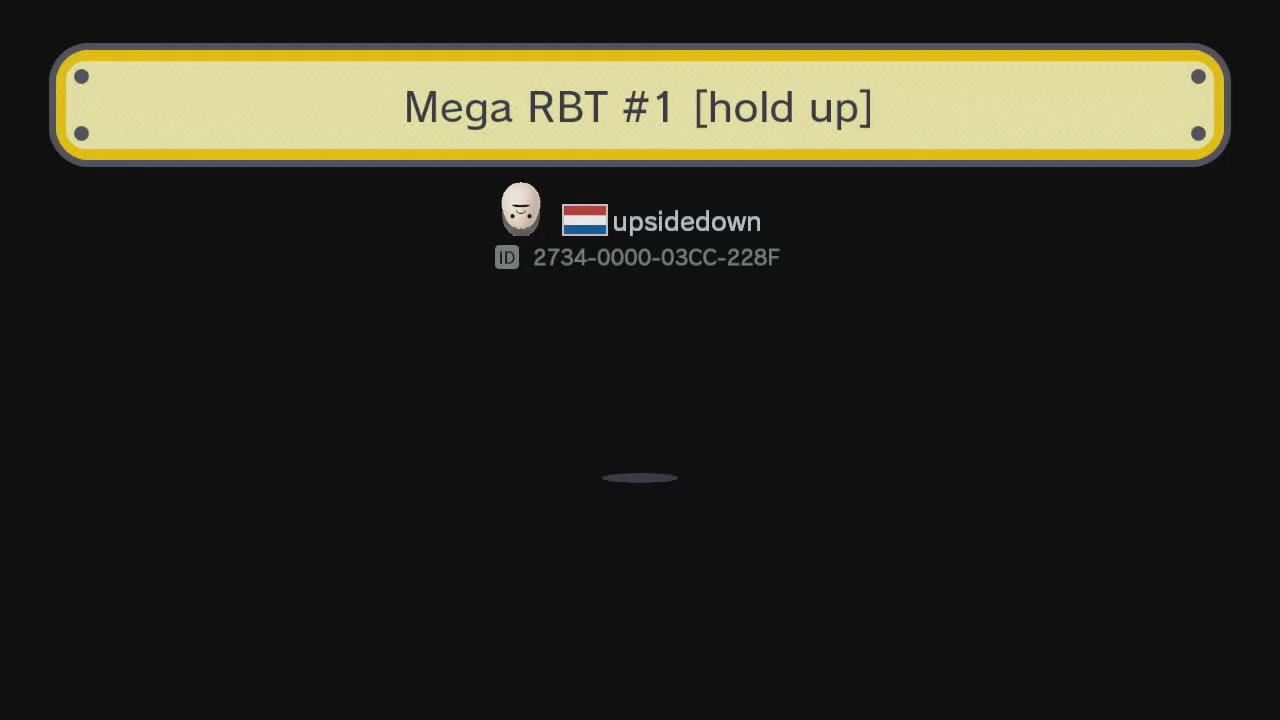 Mega RBT #1 [hold up]
upsidedown
ID 2734-0000-03CC-228F